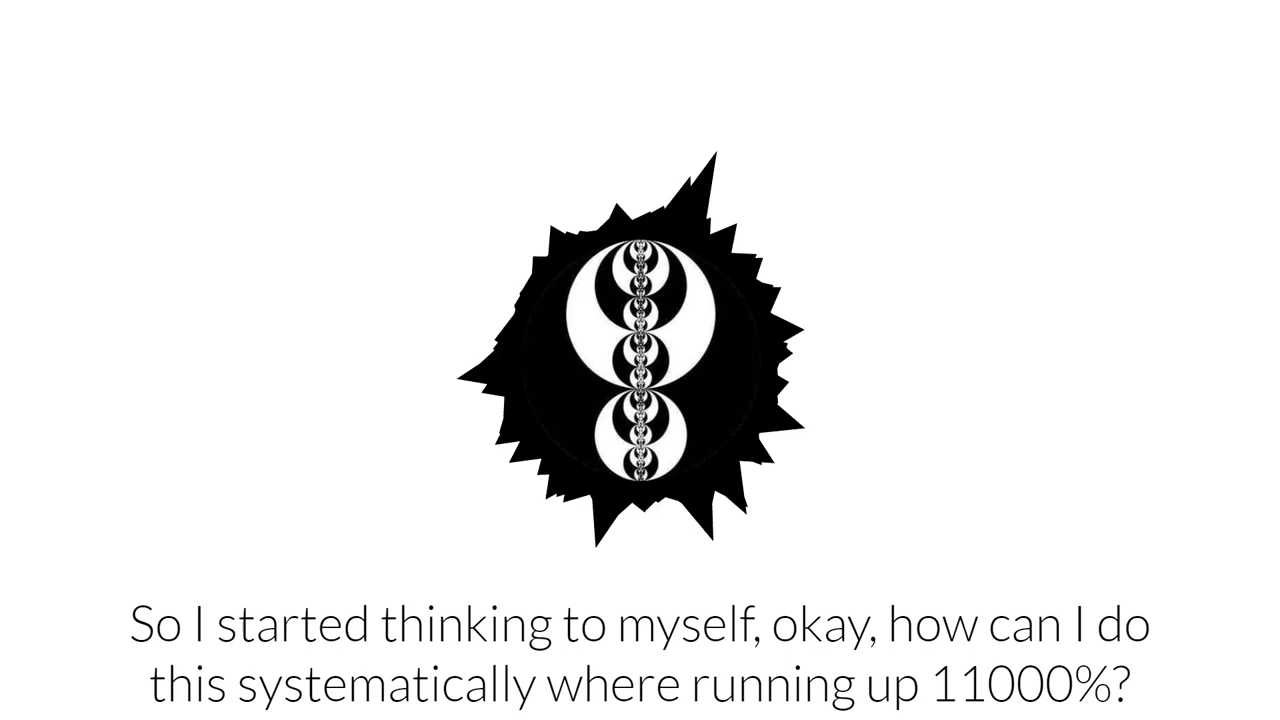 So I started thinking to myself, okay, how can I do
this systematically where running up 11000%?